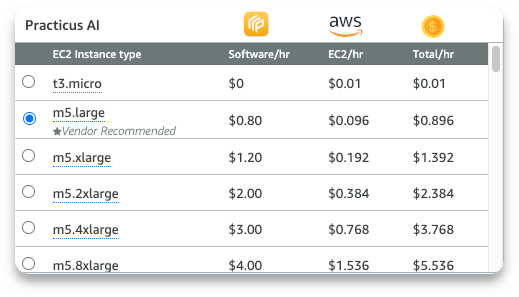 Practicus AI
aws
$
EC2 Instance type Software/hr EC2/hr Total/hr
t3.micro $0 $0.01 $0.01
m5.large $0.80 $0.096 $0.896
★Vendor Recommended
m5.xlarge $1.20 $0.192 $1.392
m5.2xlarge $2.00 $0.384 $2.384
m5.4xlarge $3.00 $0.768 $3.768
m5.8xlarge $4.00 $1.536 $5.536